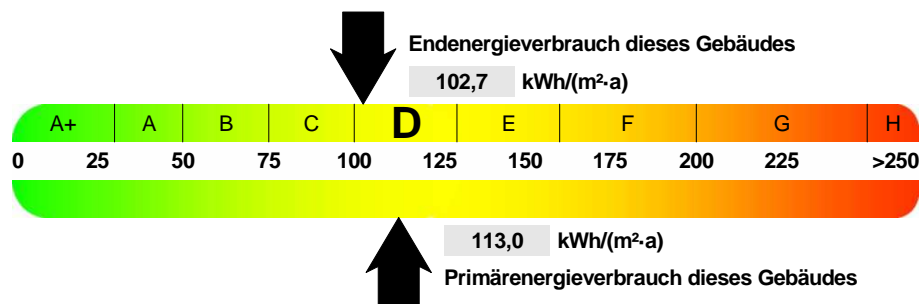 Endenergieverbrauch dieses Gebäudes
102,7 kWh/(m²·a)
A+ A B C D E F G H
0 25 50 75 100 125 150 175 200 225 >250
113,0 kWh/(m²·a)
Primärenergieverbrauch dieses Gebäudes